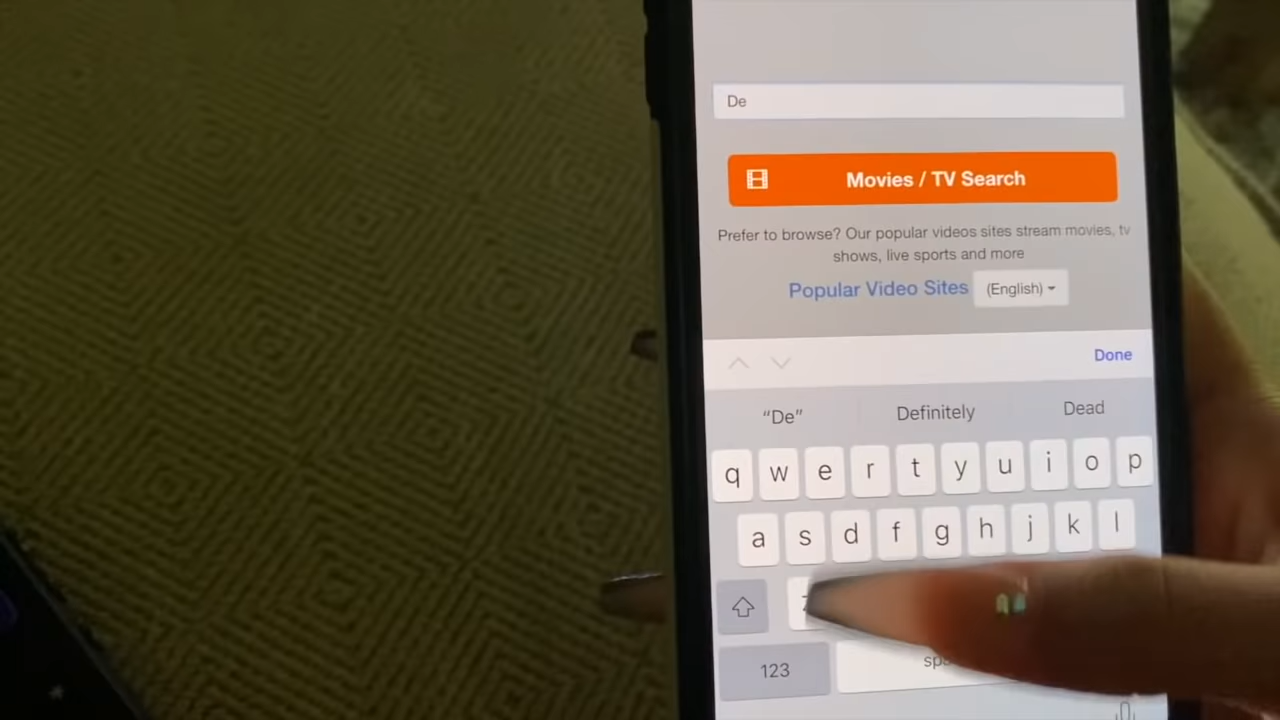 De
Movies / TV Search
Prefer to browse? Our popular videos sites stream movies, tv
shows, live sports and more
Popular Video Sites (English)
Done
“De” Definitely Dead
q w e r t y u i o p
a s d f g h j k l
123